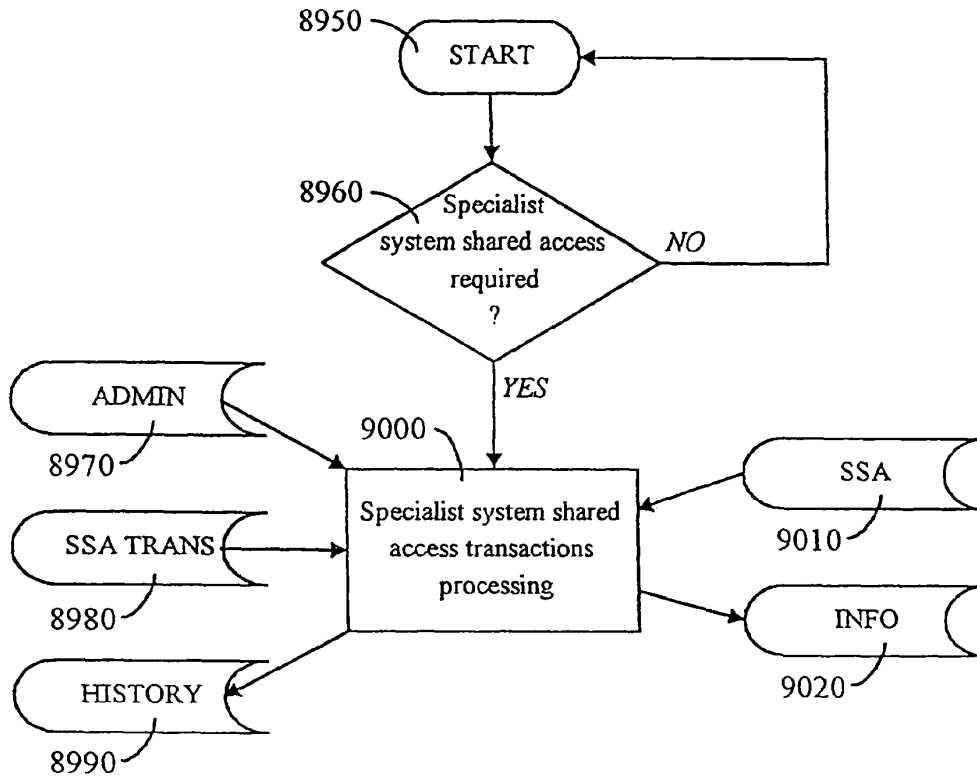 8950
START
8960
Specialist
system shared access
required
?
NO
YES
ADMIN
8970
9000
SSA
9010
Specialist system shared
access transactions
processing
SSA TRANS
8980
INFO
9020
HISTORY
8990